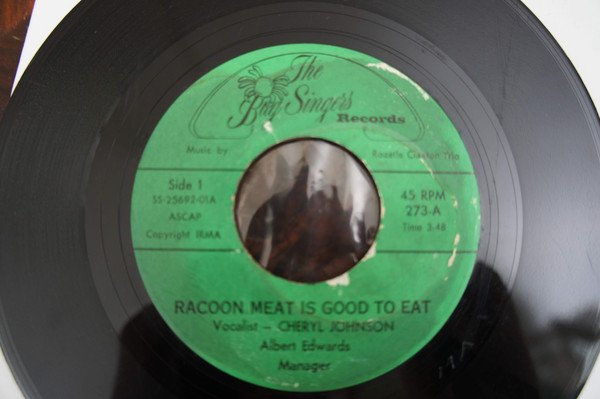 The
Bay Singers
Records
Music by: Rozelle Claxton Trio
Side 1
SS-25692-01A
ASCAP
Copyright IRMA
45 RPM
273-A
Time 3:48
RACOON MEAT IS GOOD TO EAT
Vocalist - CHERYL JOHNSON
Albert Edwards
Manager